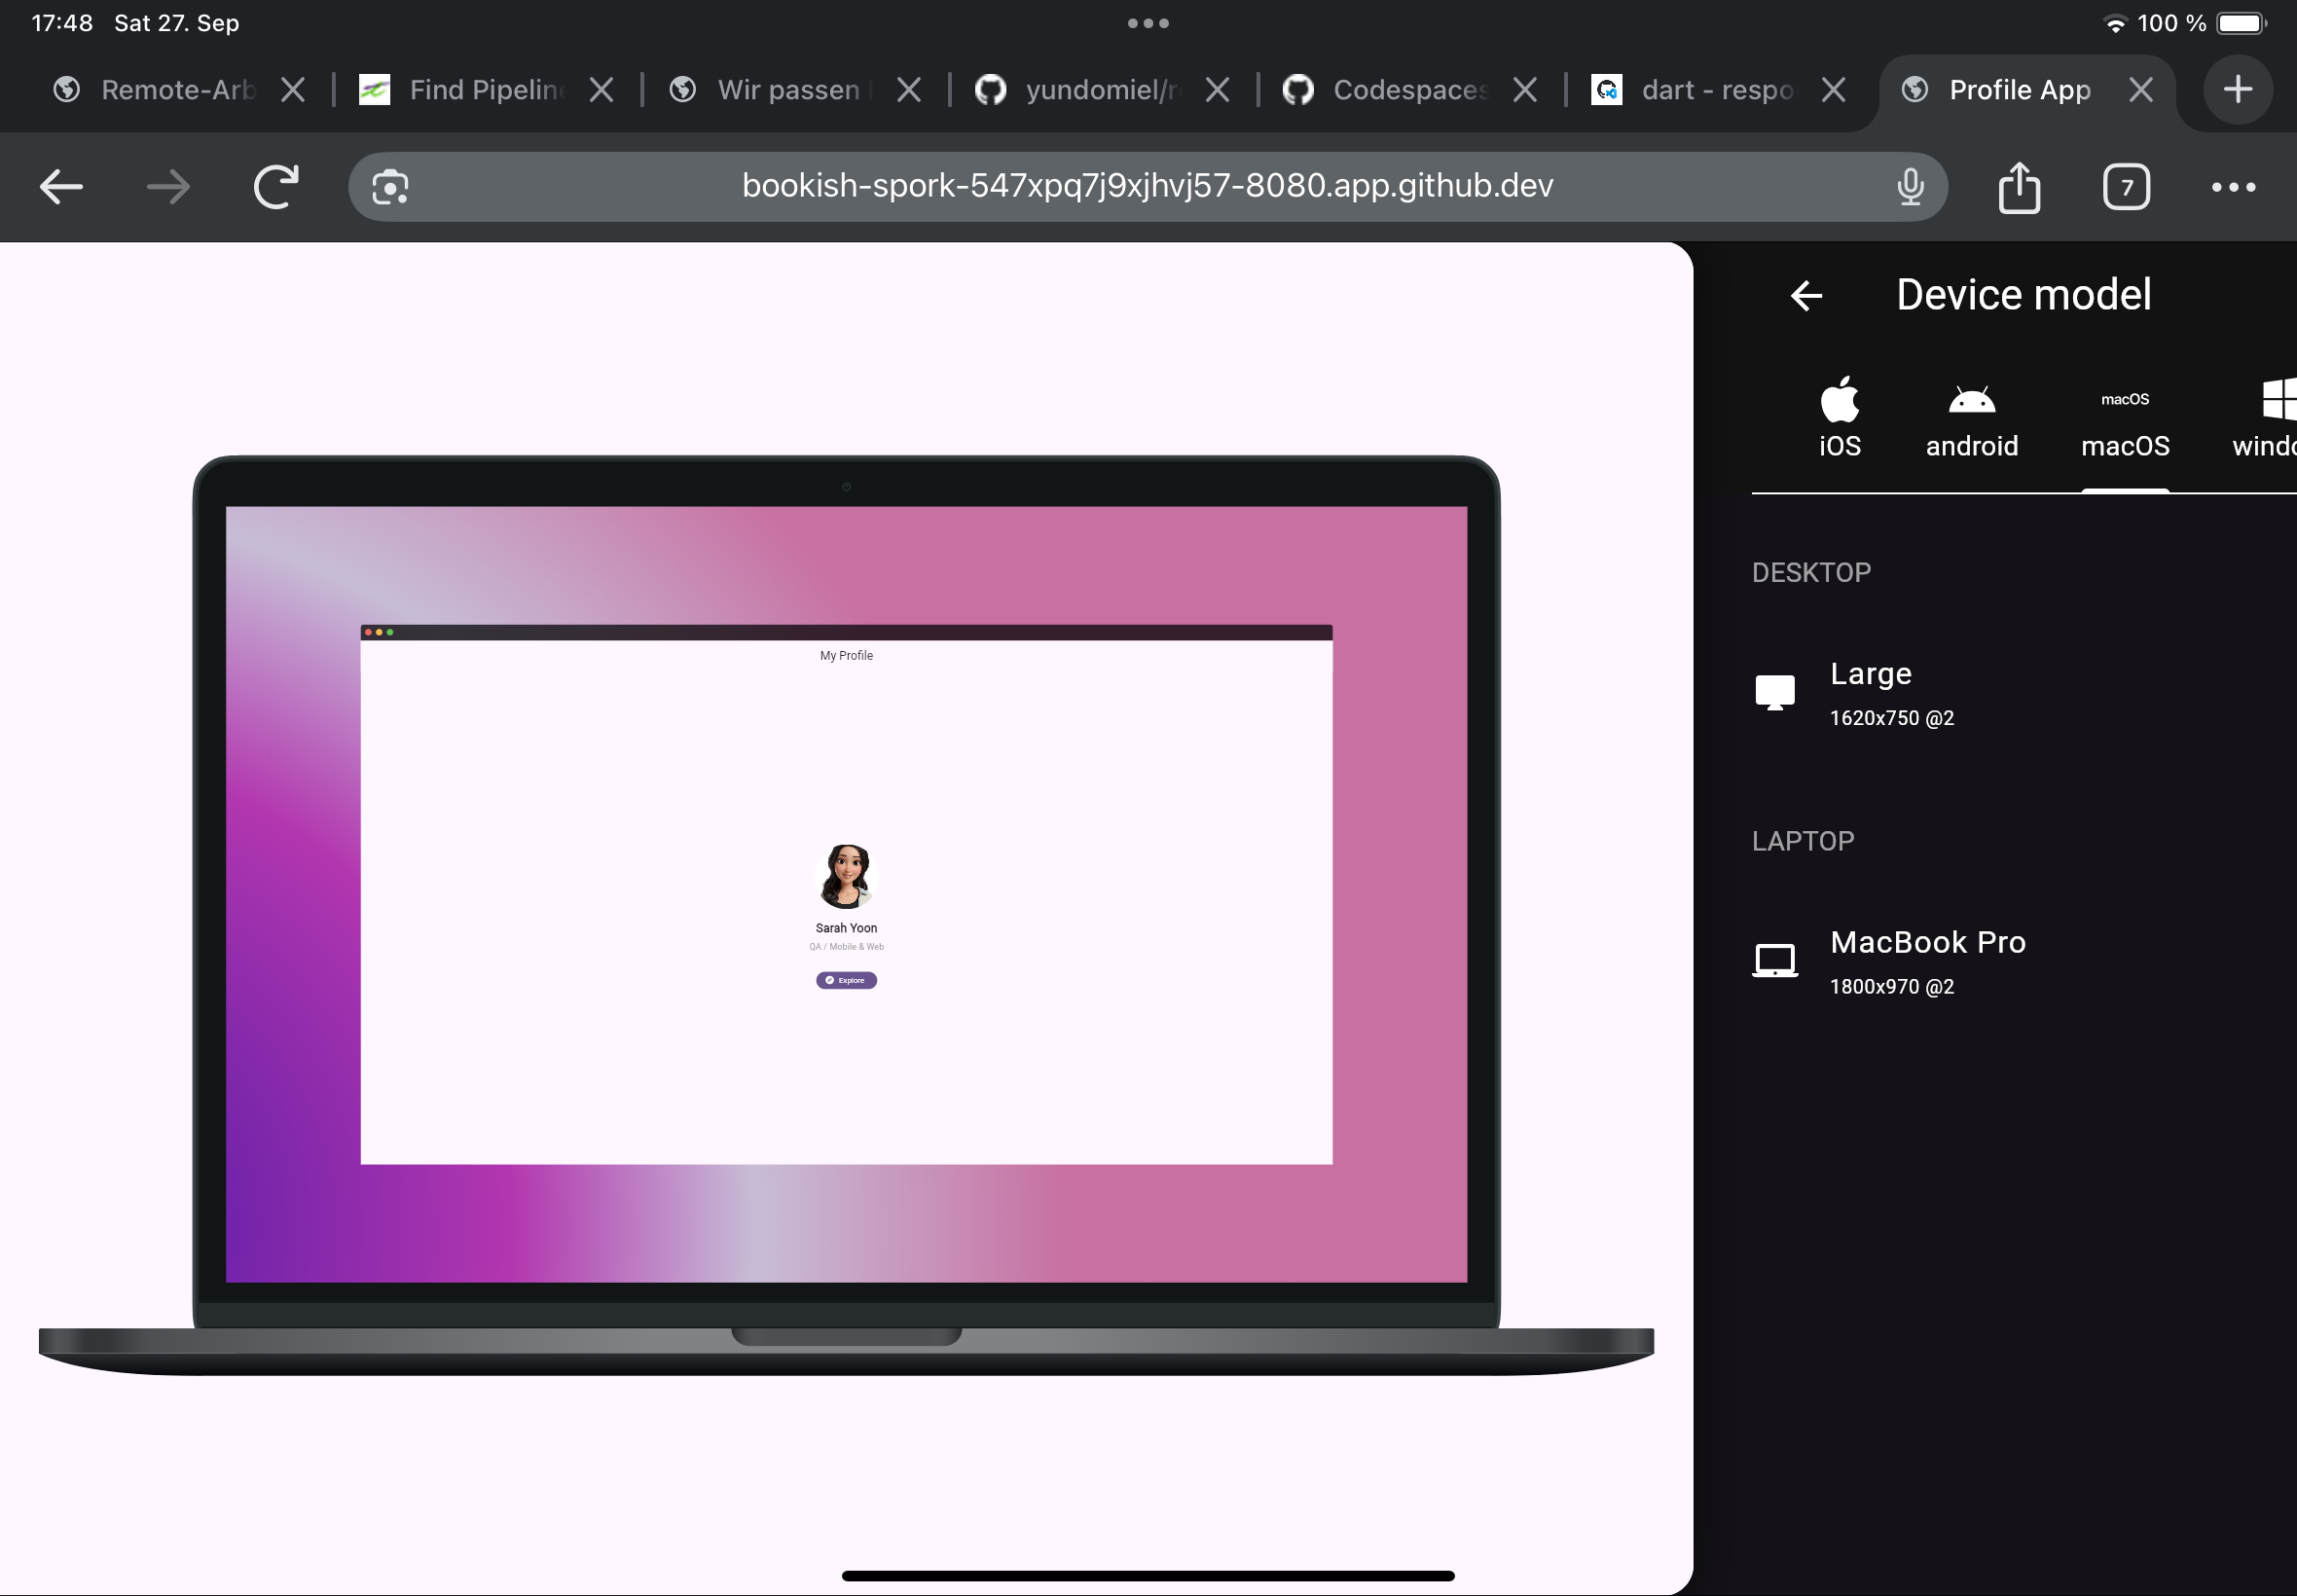 17:48 Sat 27. Sep
100 %
Remote-Arb
Find Pipeline
Wir passen
yundomiel/r
Codespaces
dart - respo
Profile App
bookish-spork-547xpq7j9xjhvj57-8080.app.github.dev
7
Device model
macOS
iOS
android
macOS
windo
DESKTOP
Large
1620x750 @2
LAPTOP
MacBook Pro
1800x970 @2
My Profile
Sarah Yoon
QA / Mobile & Web
Explore